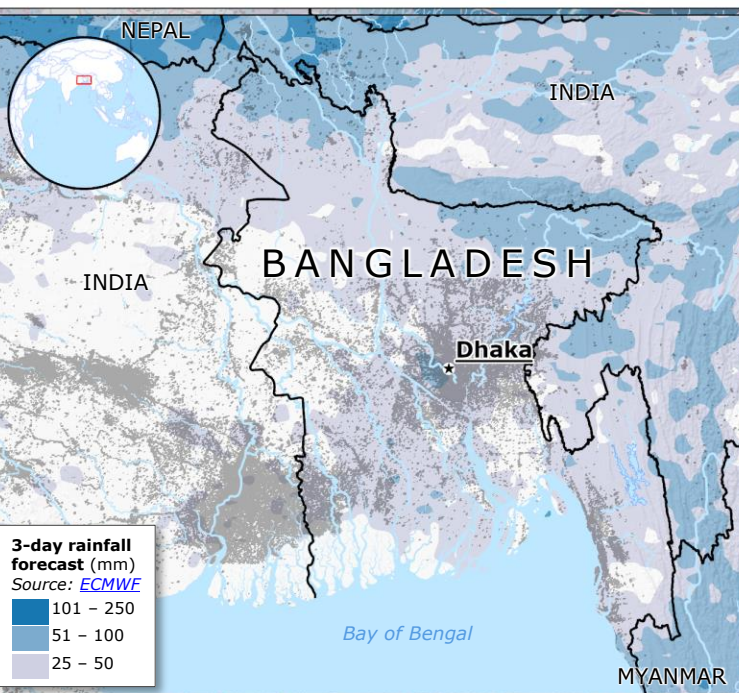 NEPAL
INDIA
BANGLADESH
INDIA
Dhaka
3-day rainfall
forecast (mm)
Source: ECMWF
101 – 250
51 – 100
25 – 50
Bay of Bengal
MYANMAR